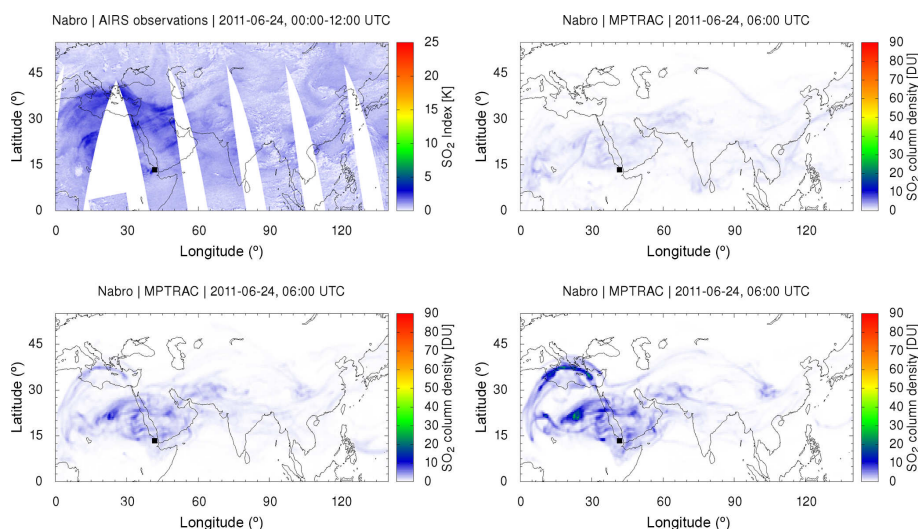 Nabro | AIRS observations | 2011-06-24, 00:00-12:00 UTC
Latitude (º)
45
30
15
0
0 30 60 90 120
Longitude (º)
25
20
15
10
5
0
SO2 Index [K]
Nabro | MPTRAC | 2011-06-24, 06:00 UTC
Latitude (º)
45
30
15
0
0 30 60 90 120
Longitude (º)
90
80
70
60
50
40
30
20
10
0
SO2 column density [DU]
Nabro | MPTRAC | 2011-06-24, 06:00 UTC
Latitude (º)
45
30
15
0
0 30 60 90 120
Longitude (º)
90
80
70
60
50
40
30
20
10
0
SO2 column density [DU]
Nabro | MPTRAC | 2011-06-24, 06:00 UTC
Latitude (º)
45
30
15
0
0 30 60 90 120
Longitude (º)
90
80
70
60
50
40
30
20
10
0
SO2 column density [DU]